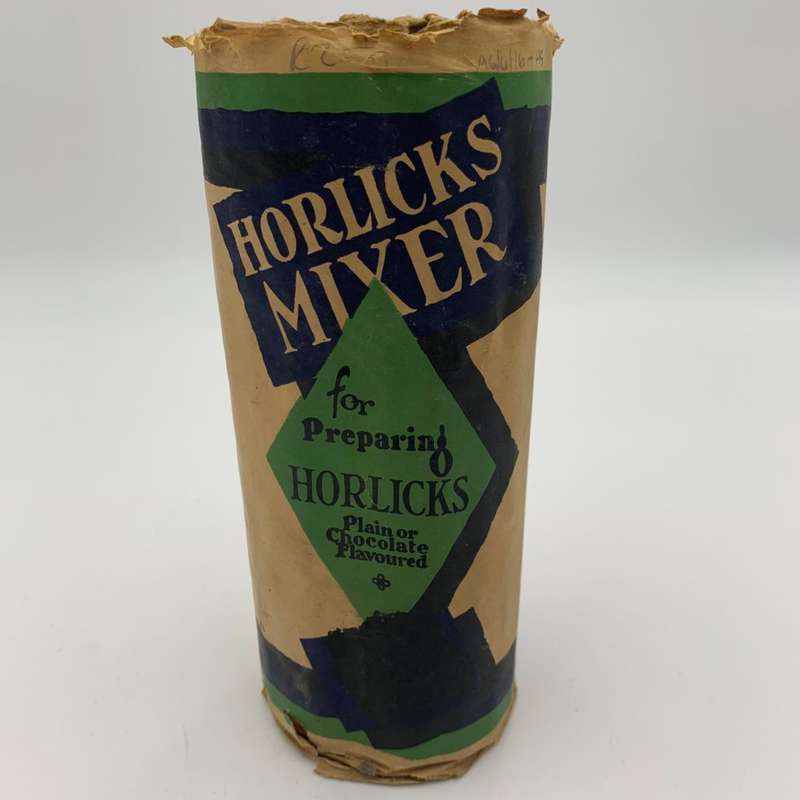 HORLICKS
MIXER
for
Preparing
HORLICKS
Plain or
Chocolate
Flavoured